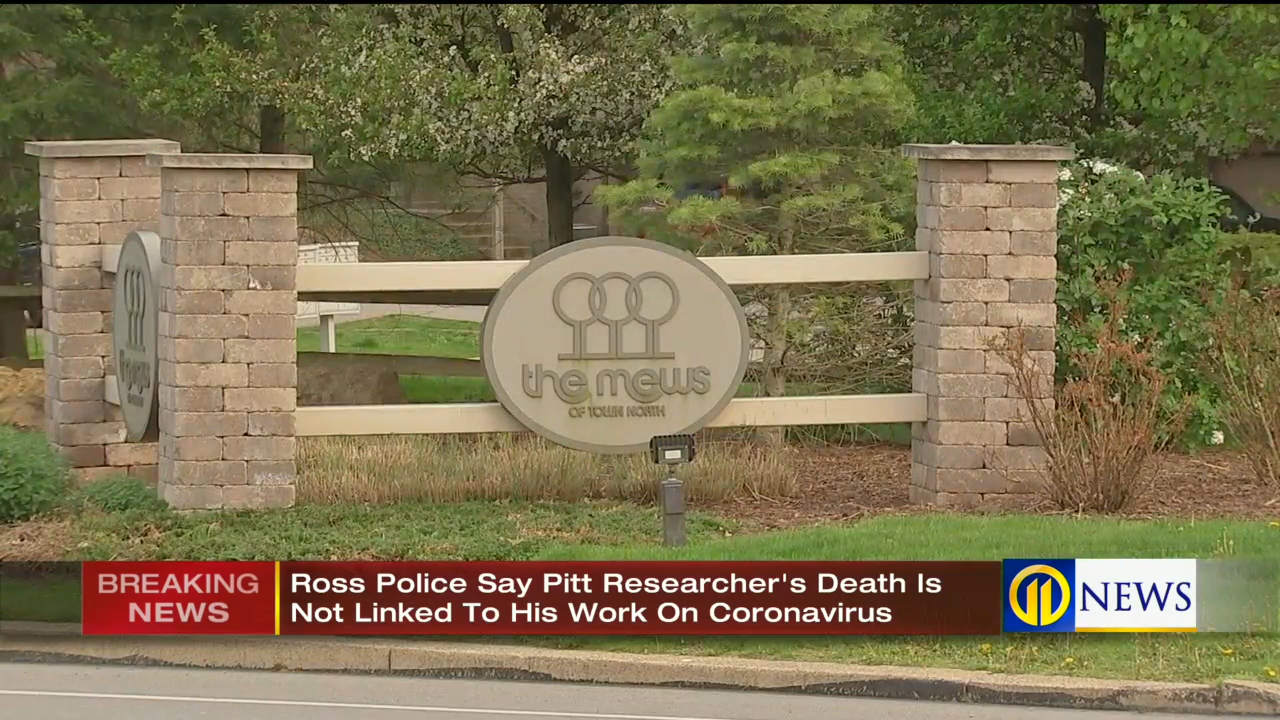 the mews
OF TOWN NORTH
BREAKING
NEWS
Ross Police Say Pitt Researcher's Death Is
Not Linked To His Work On Coronavirus
11 NEWS